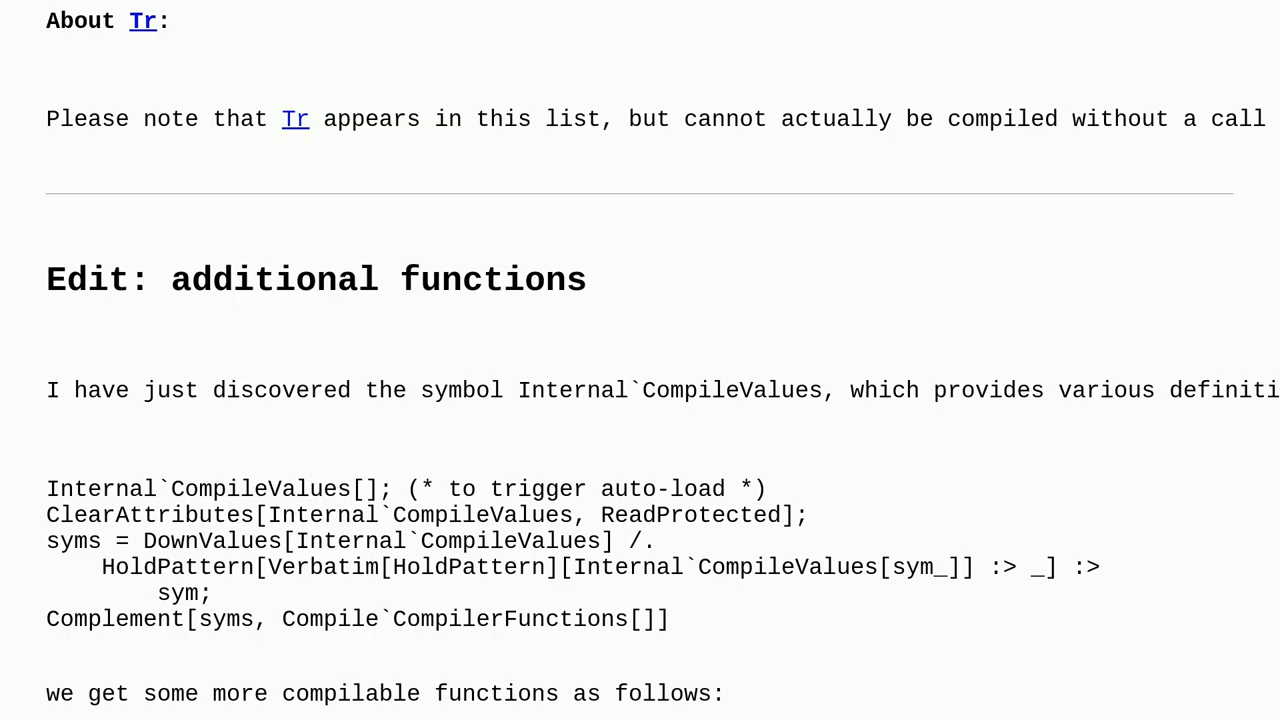 About Tr:
Please note that Tr appears in this list, but cannot actually be compiled without a call
Edit: additional functions
I have just discovered the symbol Internal`CompileValues, which provides various definiti
Internal`CompileValues[]; (* to trigger auto-load *)
ClearAttributes[Internal`CompileValues, ReadProtected];
syms = DownValues[Internal`CompileValues] /.
    HoldPattern[Verbatim[HoldPattern][Internal`CompileValues[sym_]] :> _] :>
        sym;
Complement[syms, Compile`CompilerFunctions[]]
we get some more compilable functions as follows: